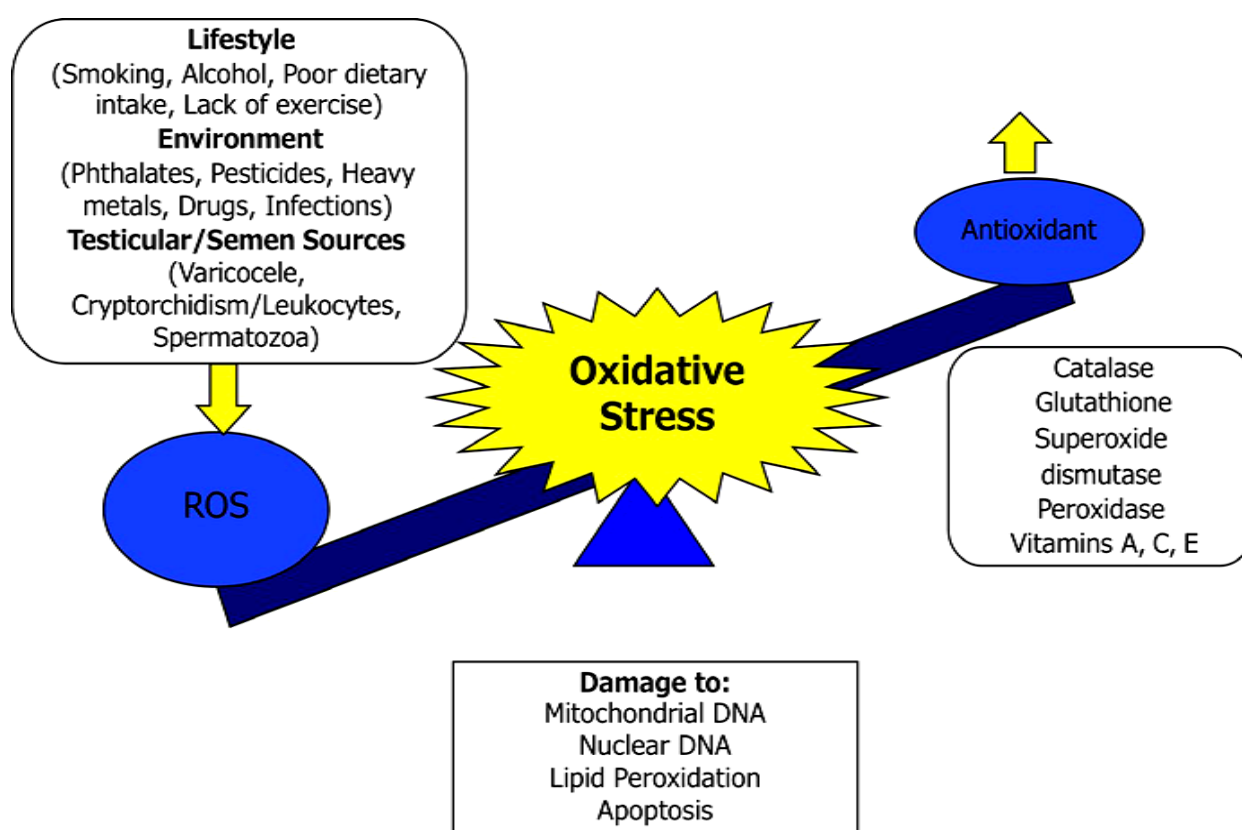 Lifestyle
(Smoking, Alcohol, Poor dietary
intake, Lack of exercise)
Environment
(Phthalates, Pesticides, Heavy
metals, Drugs, Infections)
Testicular/Semen Sources
(Varicocele,
Cryptorchidism/Leukocytes,
Spermatozoa)
ROS
Oxidative
Stress
Antioxidant
Catalase
Glutathione
Superoxide
dismutase
Peroxidase
Vitamins A, C, E
Damage to:
Mitochondrial DNA
Nuclear DNA
Lipid Peroxidation
Apoptosis